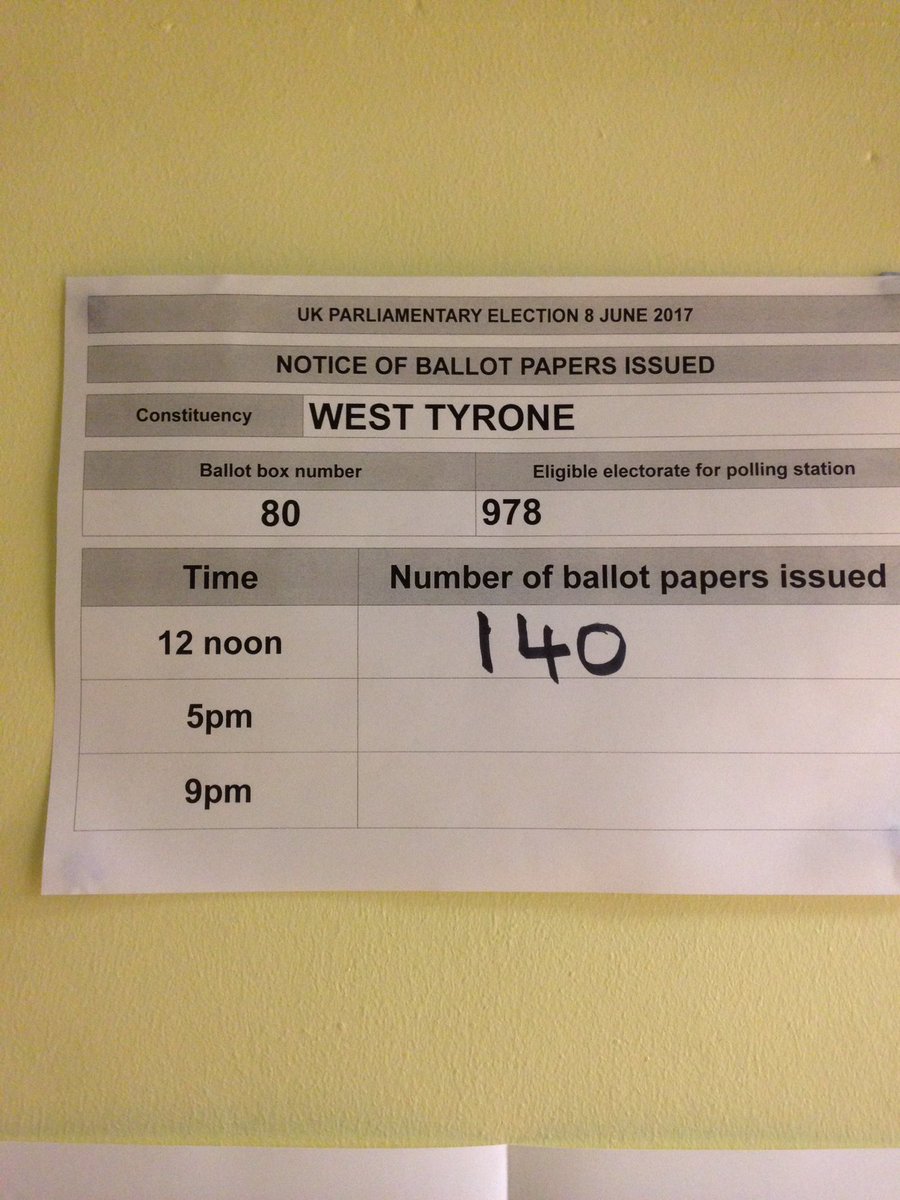 UK PARLIAMENTARY ELECTION 8 JUNE 2017
NOTICE OF BALLOT PAPERS ISSUED
Constituency WEST TYRONE
Ballot box number Eligible electorate for polling station
80 978
Time Number of ballot papers issued
12 noon 140
5pm
9pm